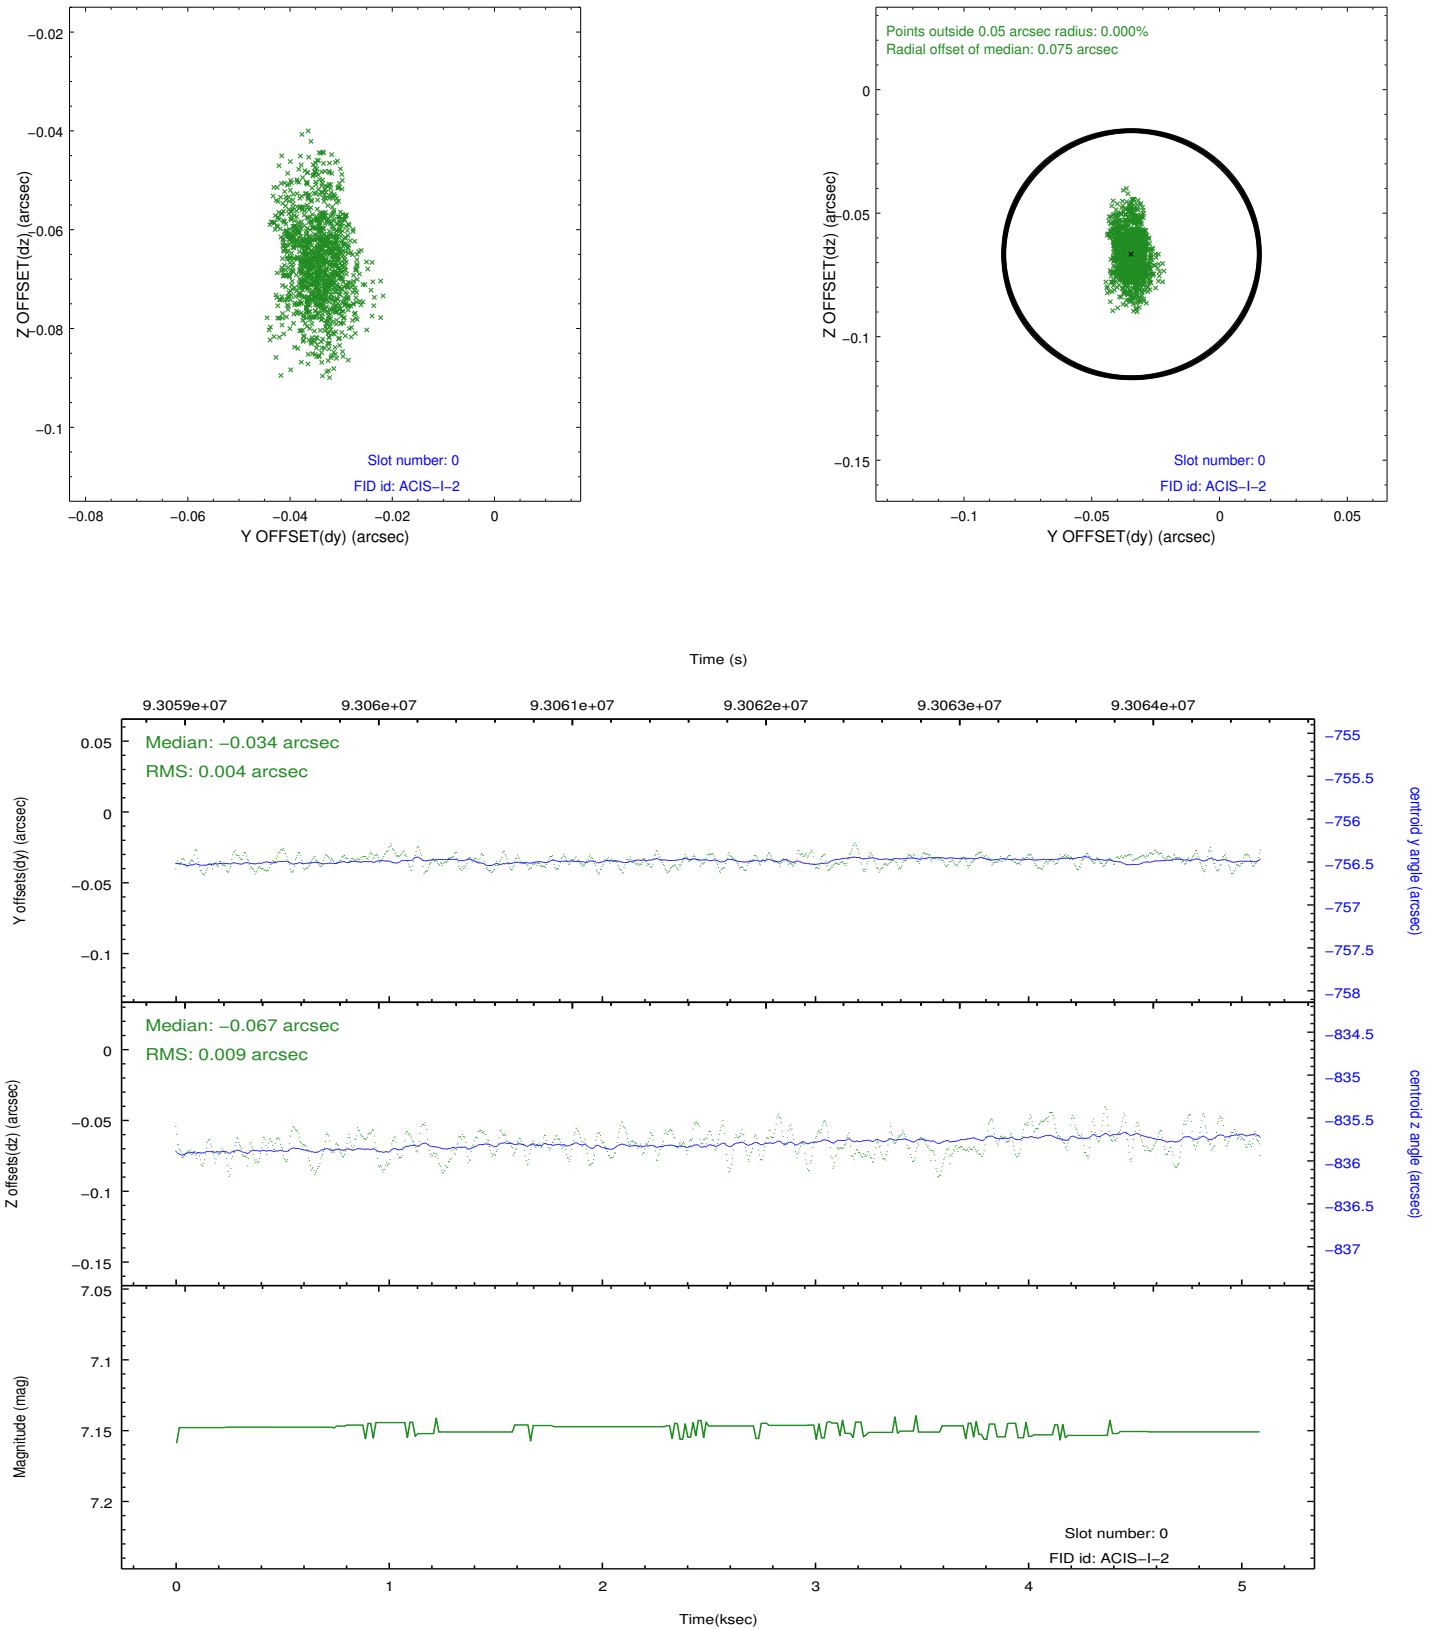 −0.02
−0.04
−0.06
−0.08
−0.1
Z OFFSET(dz) (arcsec)
Slot number: 0
FID id: ACIS−I−2
−0.08
−0.06
−0.04
−0.02
0
Y OFFSET(dy) (arcsec)
Points outside 0.05 arcsec radius: 0.000%
Radial offset of median: 0.075 arcsec
0
−0.05
−0.1
−0.15
Z OFFSET(dz) (arcsec)
Slot number: 0
FID id: ACIS−I−2
−0.1
−0.05
0
0.05
Y OFFSET(dy) (arcsec)
Time (s)
9.3059e+07
9.306e+07
9.3061e+07
9.3062e+07
9.3063e+07
9.3064e+07
Median: −0.034 arcsec
RMS: 0.004 arcsec
0.05
0
−0.05
−0.1
Y offsets(dy) (arcsec)
−755
−755.5
−756
−756.5
−757
−757.5
−758
centroid y angle (arcsec)
Median: −0.067 arcsec
RMS: 0.009 arcsec
0
−0.05
−0.1
−0.15
Z offsets(dz) (arcsec)
−834.5
−835
−835.5
−836
−836.5
−837
centroid z angle (arcsec)
7.05
7.1
7.15
7.2
Magnitude (mag)
Slot number: 0
FID id: ACIS−I−2
0
1
2
3
4
5
Time(ksec)